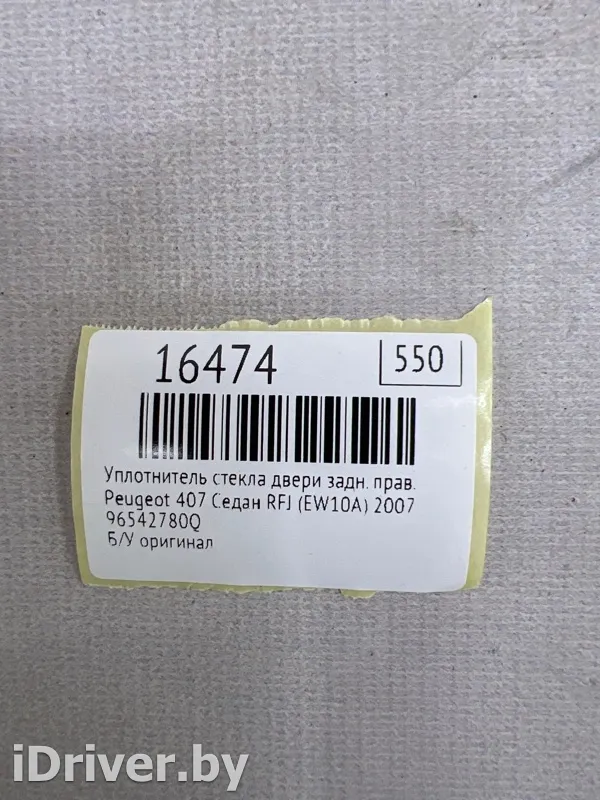 16474
550
Уплотнитель стекла двери задн. прав.
Peugeot 407 Седан RFJ (EW10A) 2007
96542780Q
Б/У оригинал
iDriver.by